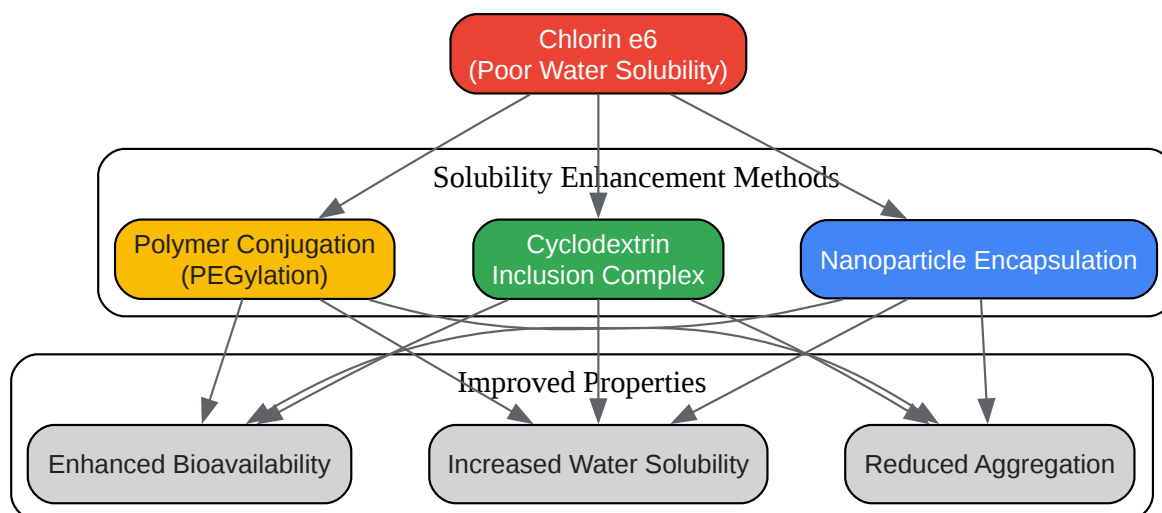 Chlorin e6
(Poor Water Solubility)
Solubility Enhancement Methods
Polymer Conjugation
(PEGylation)
Cyclodextrin
Inclusion Complex
Nanoparticle Encapsulation
Improved Properties
Enhanced Bioavailability
Increased Water Solubility
Reduced Aggregation